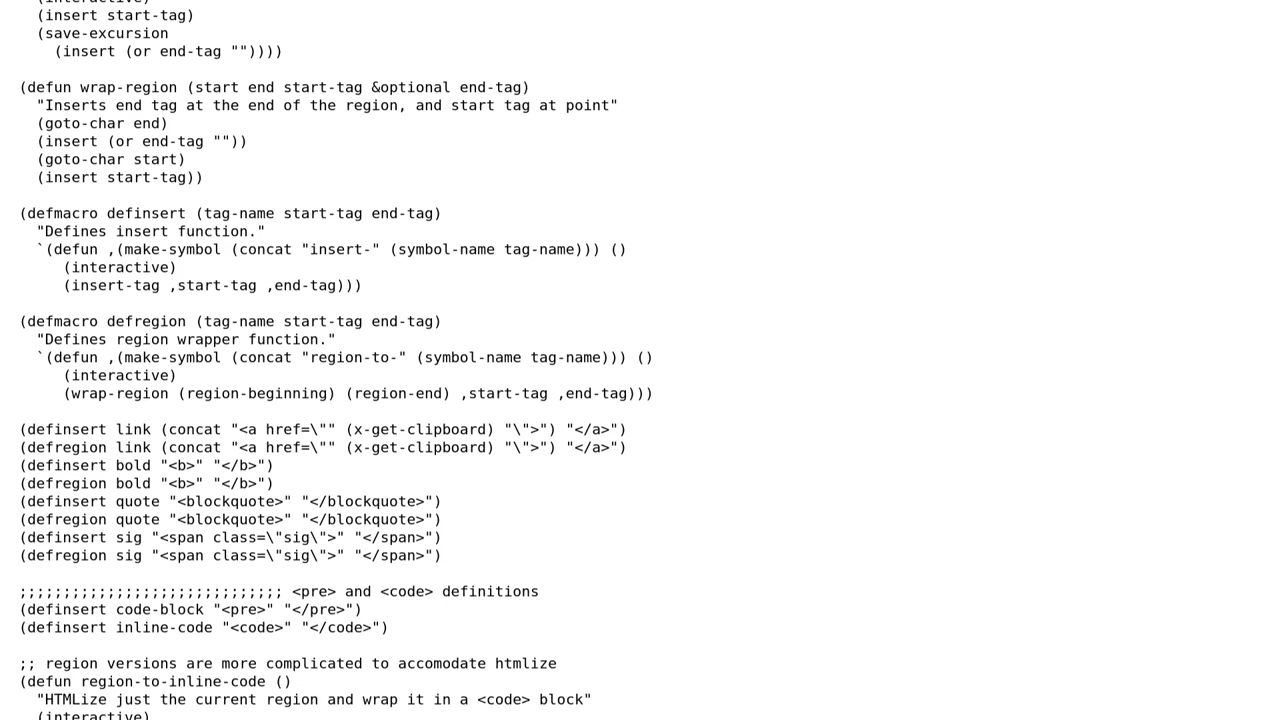 (interactive)
(insert start-tag)
(save-excursion
(insert (or end-tag ""))))
(defun wrap-region (start end start-tag &optional end-tag)
"Inserts end tag at the end of the region, and start tag at point"
(goto-char end)
(insert (or end-tag ""))
(goto-char start)
(insert start-tag))
(defmacro definsert (tag-name start-tag end-tag)
"Defines insert function."
`(defun ,(make-symbol (concat "insert-" (symbol-name tag-name))) ()
(interactive)
(insert-tag ,start-tag ,end-tag)))
(defmacro defregion (tag-name start-tag end-tag)
"Defines region wrapper function."
`(defun ,(make-symbol (concat "region-to-" (symbol-name tag-name))) ()
(interactive)
(wrap-region (region-beginning) (region-end) ,start-tag ,end-tag)))
(definsert link (concat "<a href=\"" (x-get-clipboard) "\">") "</a>")
(defregion link (concat "<a href=\"" (x-get-clipboard) "\">") "</a>")
(definsert bold "<b>" "</b>")
(defregion bold "<b>" "</b>")
(definsert quote "<blockquote>" "</blockquote>")
(defregion quote "<blockquote>" "</blockquote>")
(definsert sig "<span class=\"sig\">" "</span>")
(defregion sig "<span class=\"sig\">" "</span>")
;;;;;;;;;;;;;;;;;;;;;;;;;;;;;; <pre> and <code> definitions
(definsert code-block "<pre>" "</pre>")
(definsert inline-code "<code>" "</code>")
;; region versions are more complicated to accomodate htmlize
(defun region-to-inline-code ()
"HTMLize just the current region and wrap it in a <code> block"
(interactive)